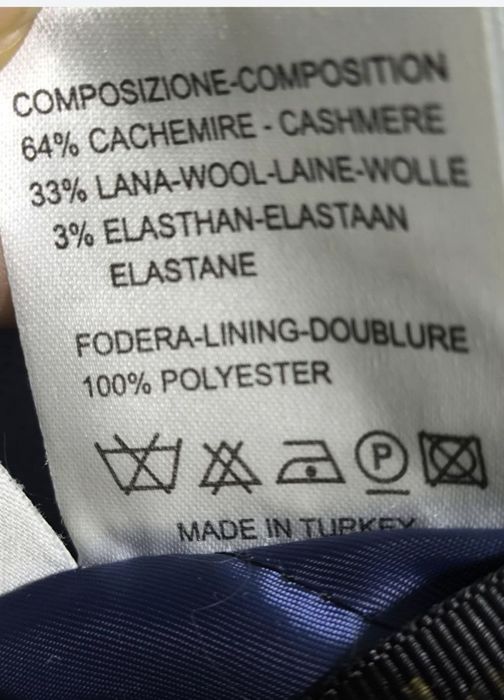 COMPOSIZIONE-COMPOSITION
64% CACHEMIRE - CASHMERE
33% LANA-WOOL-LAINE-WOLLE
3% ELASTHAN-ELASTAAN
ELASTANE
FODERA-LINING-DOUBLURE
100% POLYESTER
P
MADE IN TURKEY